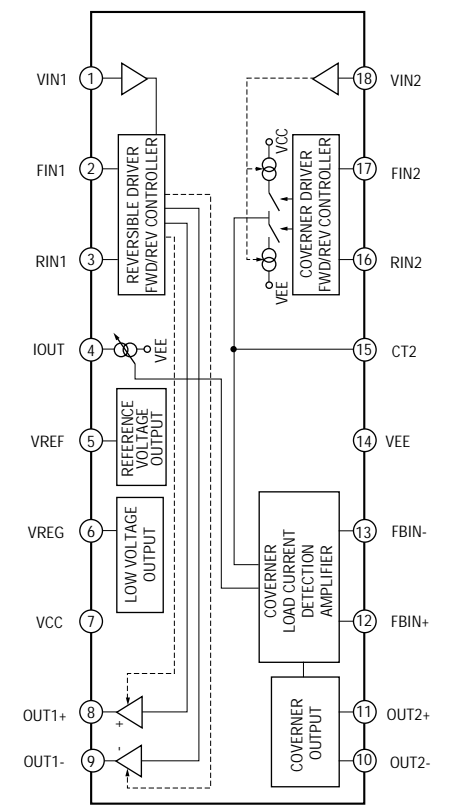 VIN1
1
18
VIN2
FIN1
2
REVERSIBLE DRIVER
FWD/REV CONTROLLER
VCC
COVERNER DRIVER
FWD/REV CONTROLLER
17
FIN2
RIN1
3
VEE
16
RIN2
IOUT
4
VEE
15
CT2
VREF
5
REFERENCE
VOLTAGE
OUTPUT
14
VEE
VREG
6
LOW VOLTAGE
OUTPUT
COVERNER
LOAD CURRENT
DETECTION
AMPLIFIER
13
FBIN-
VCC
7
12
FBIN+
OUT1+
8
+
COVERNER
OUTPUT
11
OUT2+
OUT1-
9
-
10
OUT2-